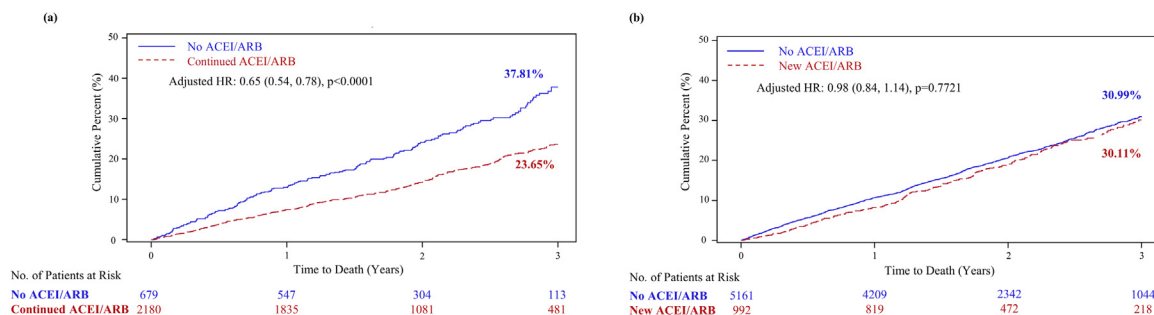 (a)
50
40
30
20
10
0
Cumulative Percent (%)
No ACEI/ARB
Continued ACEI/ARB
Adjusted HR: 0.65 (0.54, 0.78), p<0.0001
37.81%
23.65%
0 1 2 3
Time to Death (Years)
No. of Patients at Risk
No ACEI/ARB 679 547 304 113
Continued ACEI/ARB 2180 1835 1081 481
(b)
50
40
30
20
10
0
Cumulative Percent (%)
No ACEI/ARB
New ACEI/ARB
Adjusted HR: 0.98 (0.84, 1.14), p=0.7721
30.99%
30.11%
0 1 2 3
Time to Death (Years)
No. of Patients at Risk
No ACEI/ARB 5161 4209 2342 1044
New ACEI/ARB 992 819 472 218